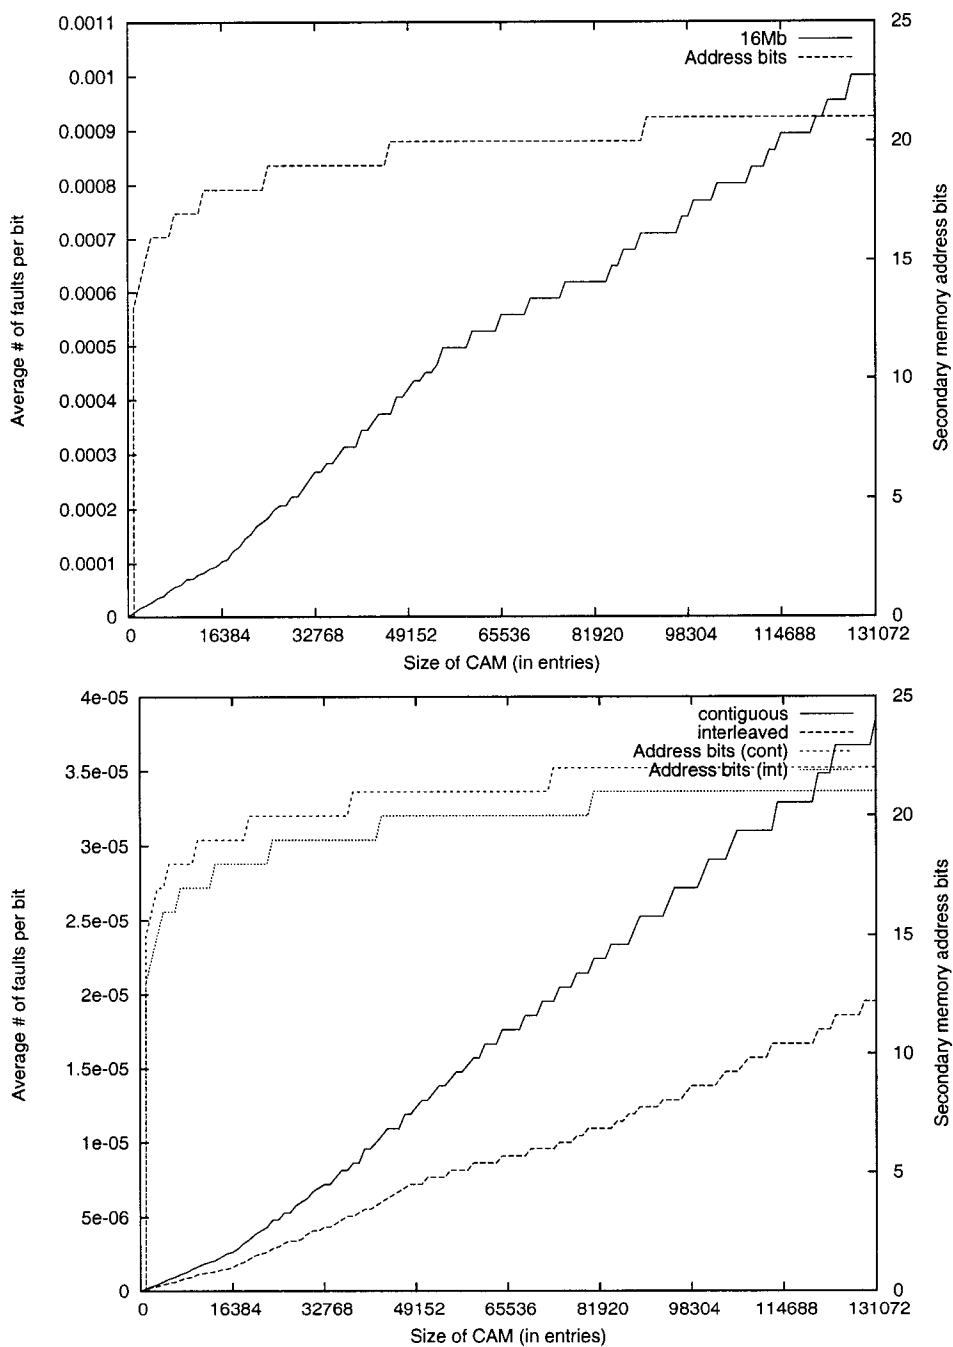 0.0011
0.001
0.0009
0.0008
0.0007
0.0006
0.0005
0.0004
0.0003
0.0002
0.0001
0
Average # of faults per bit
16Mb
Address bits
25
20
15
10
5
0
Secondary memory address bits
0 16384 32768 49152 65536 81920 98304 114688 131072
Size of CAM (in entries)
4e-05
3.5e-05
3e-05
2.5e-05
2e-05
1.5e-05
1e-05
5e-06
0
Average # of faults per bit
contiguous
interleaved
Address bits (cont)
Address bits (int)
25
20
15
10
5
0
Secondary memory address bits
0 16384 32768 49152 65536 81920 98304 114688 131072
Size of CAM (in entries)